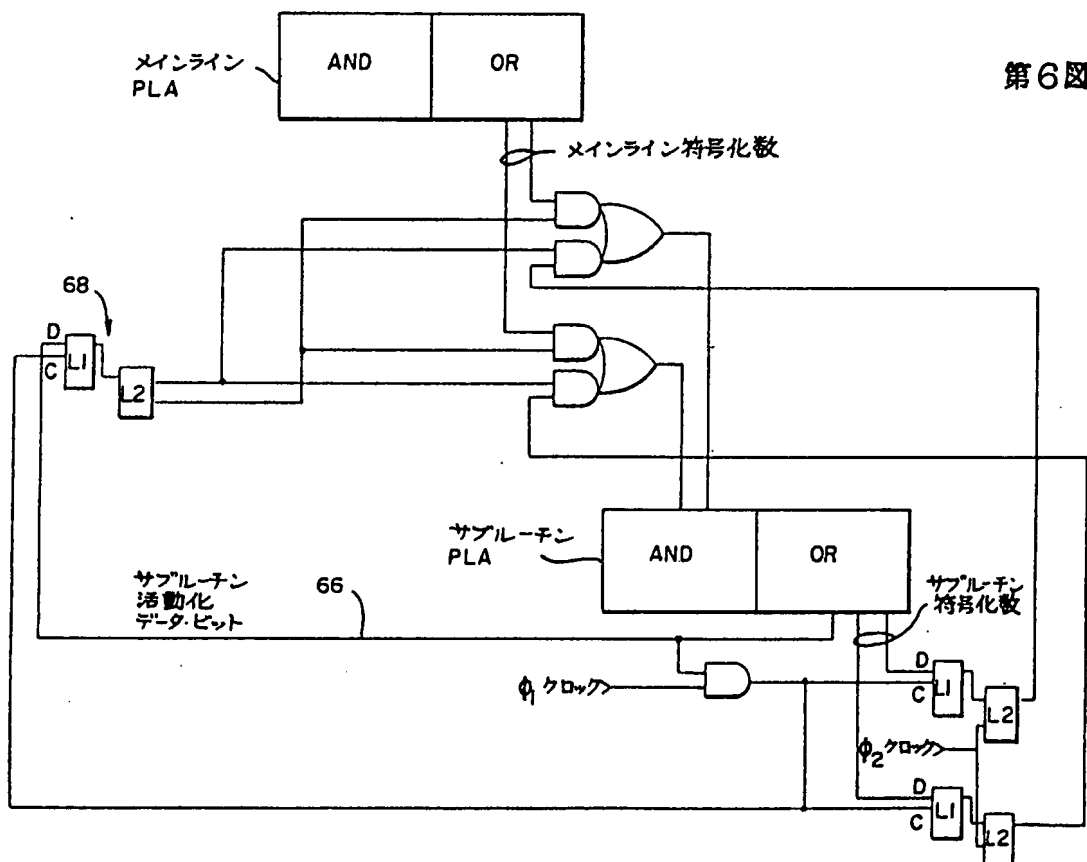 第6図
メインライン
PLA
AND
OR
メインライン符号化数
68
D
C
L1
L2
サブルーチン
PLA
AND
OR
サブルーチン
符号化数
サブルーチン
活動化
データ・ビット
66
φ1 クロック
D
C
L1
L2
φ2 クロック
D
C
L1
L2